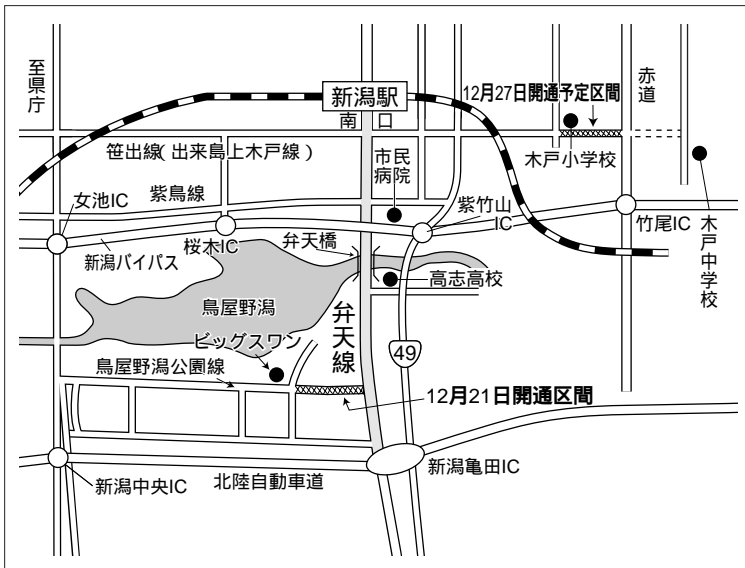 至県庁
新潟駅
南口
12月27日開通予定区間
赤道
笹出線(出来島上木戸線)
市民
病院
木戸小学校
紫鳥線
女池IC
紫竹山
IC
竹尾IC
木戸中学校
新潟バイパス
桜木IC
弁天橋
高志高校
鳥屋野潟
弁天線
ビッグスワン
49
鳥屋野潟公園線
12月21日開通区間
新潟中央IC
北陸自動車道
新潟亀田IC